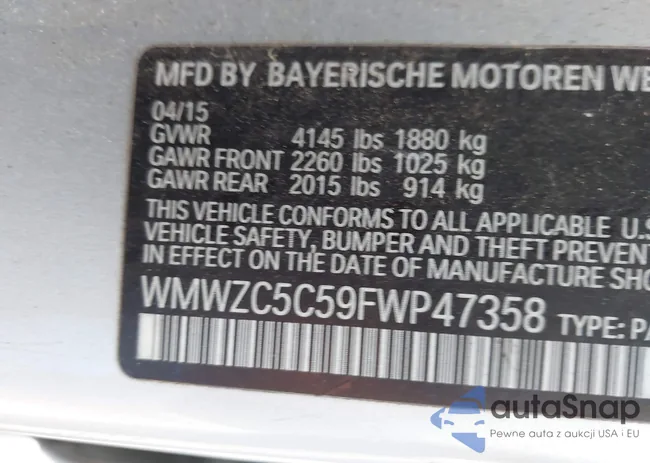 MFD BY BAYERISCHE MOTOREN WE
04/15
GVWR 4145 lbs 1880 kg
GAWR FRONT 2260 lbs 1025 kg
GAWR REAR 2015 lbs 914 kg
THIS VEHICLE CONFORMS TO ALL APPLICABLE U.S
VEHICLE SAFETY, BUMPER AND THEFT PREVENT
IN EFFECT ON THE DATE OF MANUFACTURE SHO
WMWZC5C59FWP47358 TYPE: PA
autaSnap
Pewne auta z aukcji USA i EU